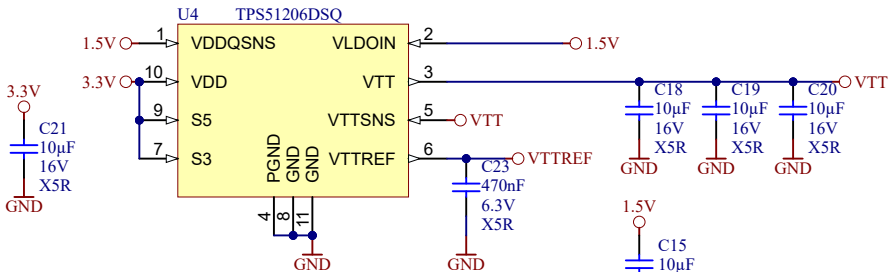 U4 TPS51206DSQ
1.5V 1 VDDQSNS VLDOIN 2 1.5V
3.3V 10 VDD VTT 3 VTT
9 S5 VTTSNS 5 VTT
7 S3 VTTREF 6 VTTREF
PGND GND GND
4 8 11
GND
3.3V
C21
10µF
16V
X5R
GND
C23
470nF
6.3V
X5R
GND
C18
10µF
16V
X5R
GND
C19
10µF
16V
X5R
GND
C20
10µF
16V
X5R
GND
1.5V
C15
10µF